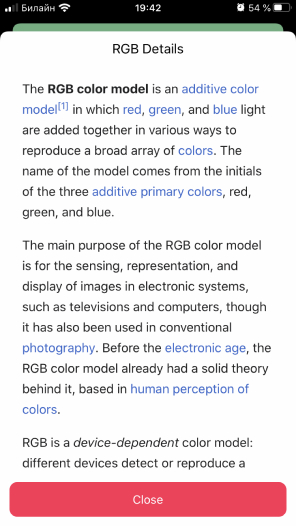 Билайн 19:42 54 %
RGB Details
The RGB color model is an additive color
model[1] in which red, green, and blue light
are added together in various ways to
reproduce a broad array of colors. The
name of the model comes from the initials
of the three additive primary colors, red,
green, and blue.
The main purpose of the RGB color model
is for the sensing, representation, and
display of images in electronic systems,
such as televisions and computers, though
it has also been used in conventional
photography. Before the electronic age, the
RGB color model already had a solid theory
behind it, based in human perception of
colors.
RGB is a device-dependent color model:
different devices detect or reproduce a
Close